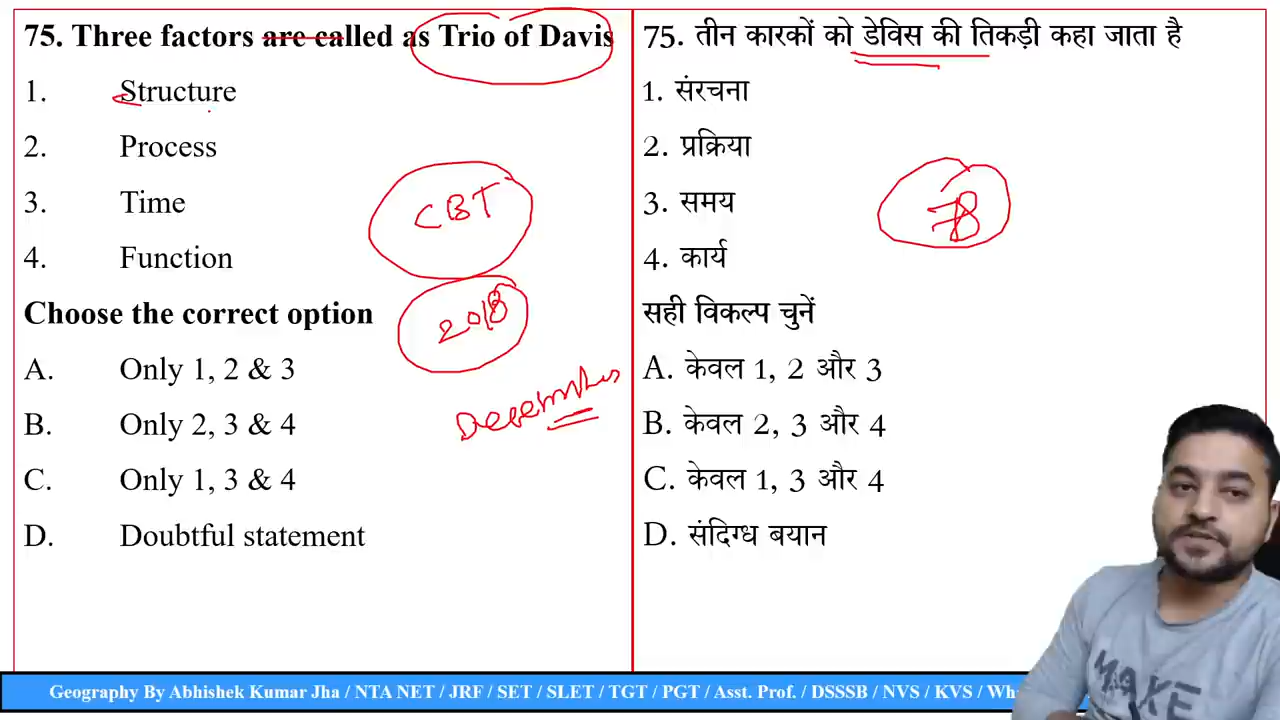 75. Three factors are called as Trio of Davis
1. Structure
2. Process
3. Time
4. Function
Choose the correct option
A. Only 1, 2 & 3
B. Only 2, 3 & 4
C. Only 1, 3 & 4
D. Doubtful statement
CBT
2018
December
75. तीन कारकों को डेविस की तिकड़ी कहा जाता है
1. संरचना
2. प्रक्रिया
3. समय
4. कार्य
सही विकल्प चुनें
A. केवल 1, 2 और 3
B. केवल 2, 3 और 4
C. केवल 1, 3 और 4
D. संदिग्ध बयान
Geography By Abhishek Kumar Jha / NTA NET / JRF / SET / SLET / TGT / PGT / Asst. Prof. / DSSSB / NVS / KVS /